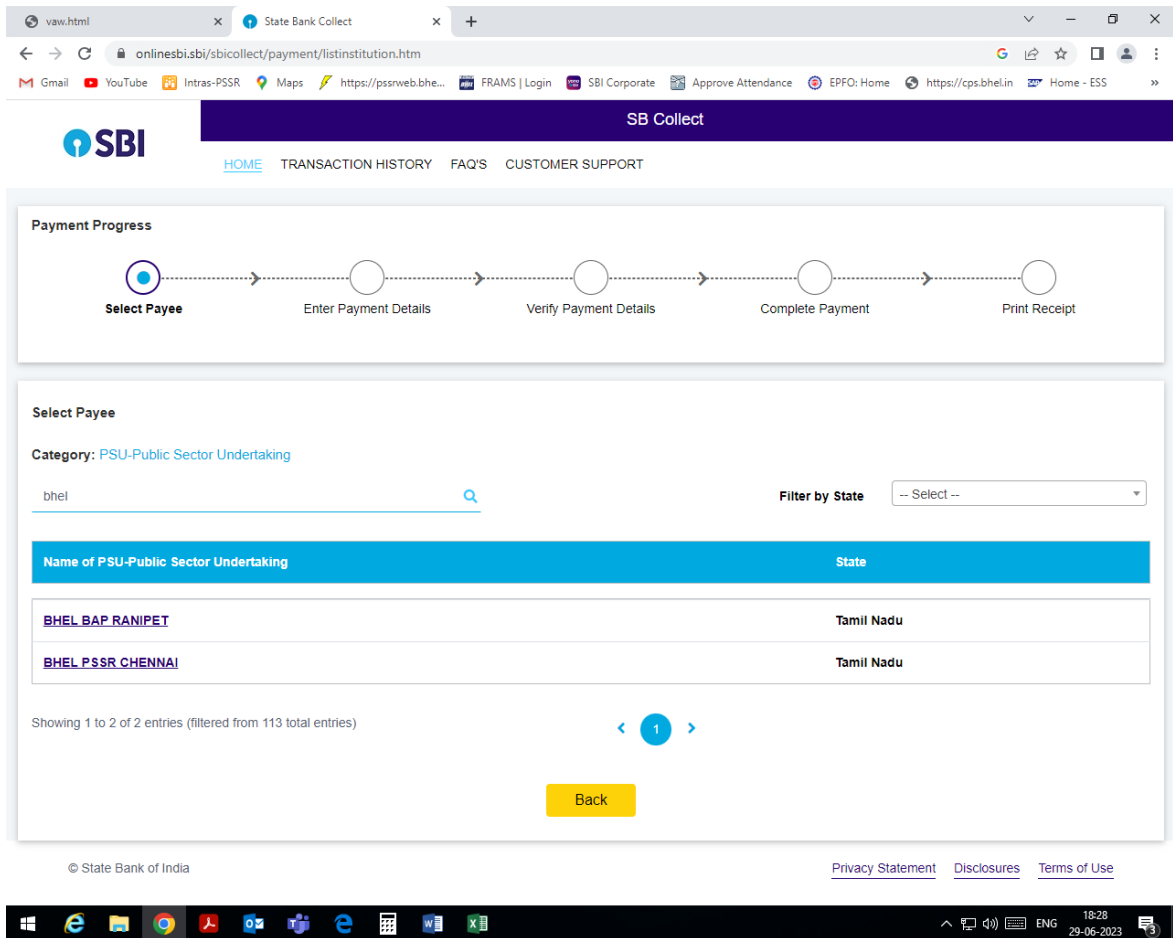 vaw.html
State Bank Collect
onlinesbi.sbi/sbicollect/payment/listinstitution.htm
Gmail YouTube Intras-PSSR Maps https://pssrweb.bhe... FRAMS | Login SBI Corporate Approve Attendance EPFO: Home https://cps.bhel.in Home - ESS »
SB Collect
SBI
HOME TRANSACTION HISTORY FAQ'S CUSTOMER SUPPORT
Payment Progress
Select Payee Enter Payment Details Verify Payment Details Complete Payment Print Receipt
Select Payee
Category: PSU-Public Sector Undertaking
bhel
Filter by State -- Select --
Name of PSU-Public Sector Undertaking State
BHEL BAP RANIPET Tamil Nadu
BHEL PSSR CHENNAI Tamil Nadu
Showing 1 to 2 of 2 entries (filtered from 113 total entries)
1
Back
© State Bank of India Privacy Statement Disclosures Terms of Use
ENG
18:28
29-06-2023
3